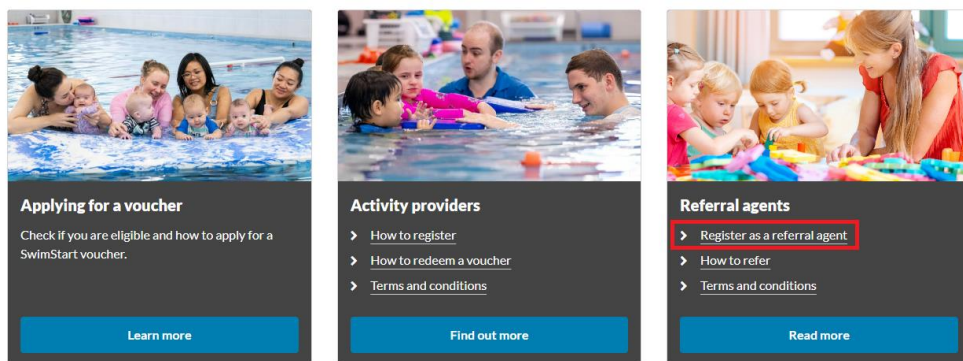 Applying for a voucher
Check if you are eligible and how to apply for a
SwimStart voucher.
Learn more
Activity providers
How to register
How to redeem a voucher
Terms and conditions
Find out more
Referral agents
Register as a referral agent
How to refer
Terms and conditions
Read more